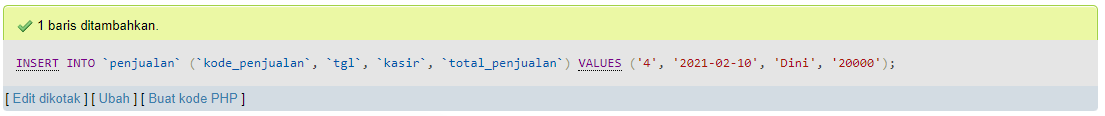 1 baris ditambahkan.
INSERT INTO `penjualan` (`kode_penjualan`, `tgl`, `kasir`, `total_penjualan`) VALUES ('4', '2021-02-10', 'Dini', '20000');
[ Edit dikotak ] [ Ubah ] [ Buat kode PHP ]